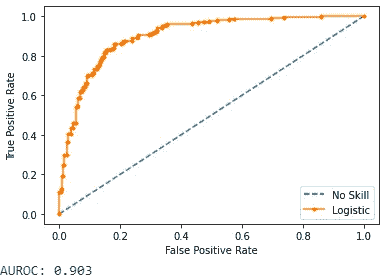 1.0
0.8
0.6
0.4
0.2
0.0
True Positive Rate
No Skill
Logistic
0.0 0.2 0.4 0.6 0.8 1.0
False Positive Rate
AUROC: 0.903